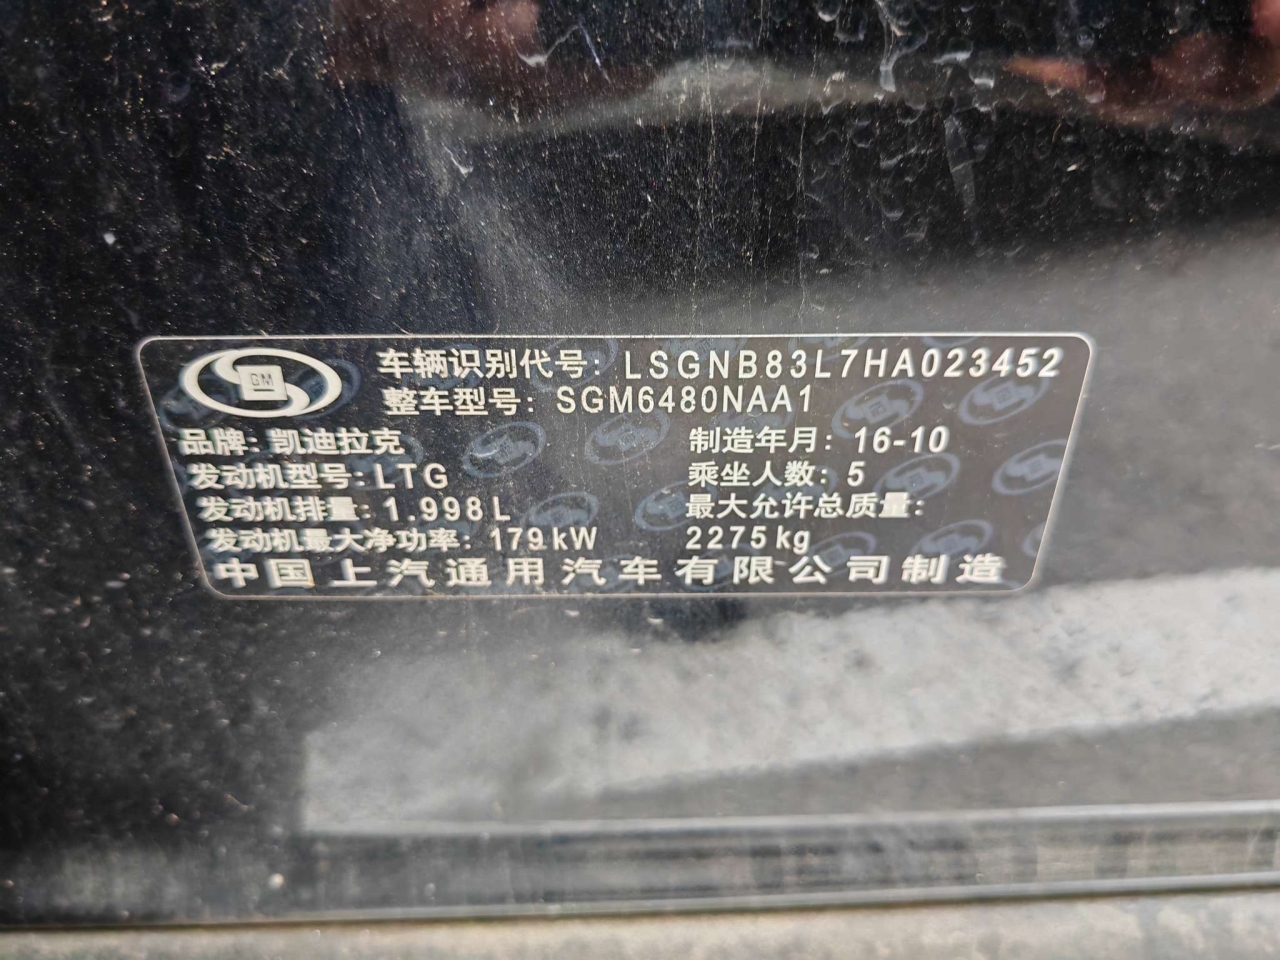 GM
车辆识别代号: LSGNB83L7HA023452
整车型号: SGM6480NAA1
品牌: 凯迪拉克 制造年月: 16-10
发动机型号: LTG 乘坐人数: 5
发动机排量: 1.998L 最大允许总质量:
发动机最大净功率: 179kW 2275kg
中国上汽通用汽车有限公司制造